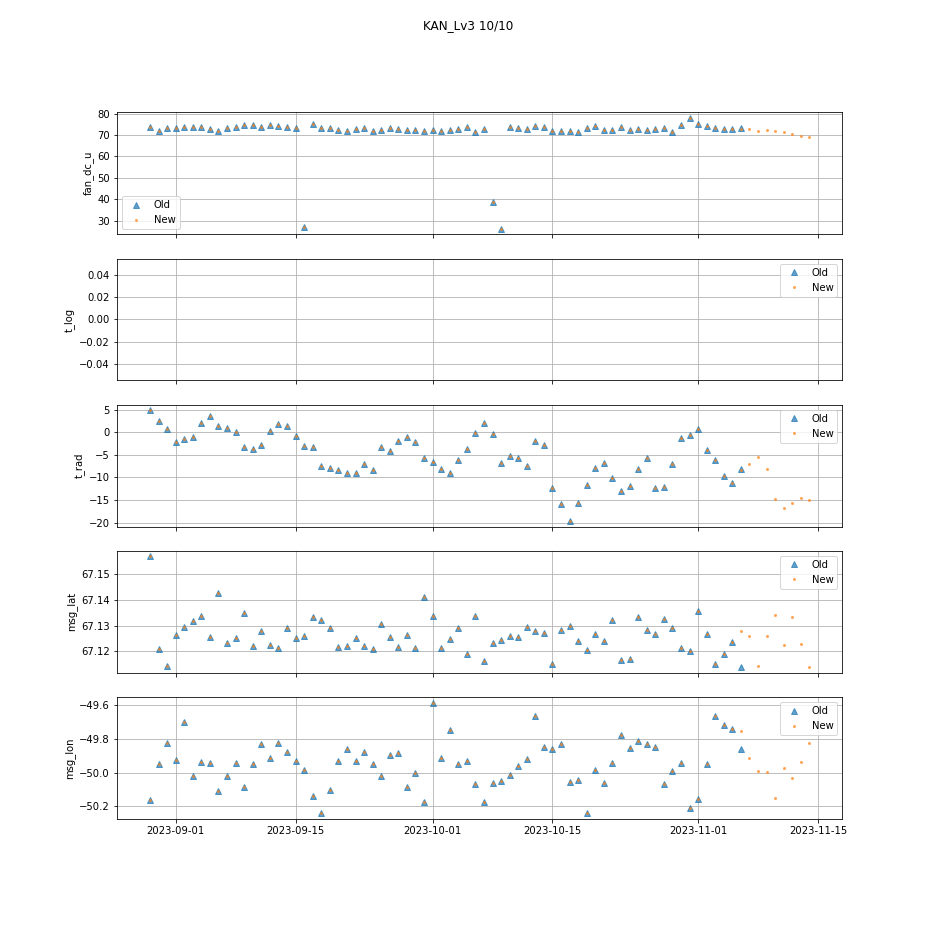 KAN_Lv3 10/10
80
70
60
50
40
30
fan_dc_u
Old
New
0.04
0.02
0.00
−0.02
−0.04
t_log
Old
New
5
0
−5
−10
−15
−20
t_rad
Old
New
67.15
67.14
67.13
67.12
msg_lat
Old
New
−49.6
−49.8
−50.0
−50.2
msg_lon
Old
New
2023-09-01 2023-09-15 2023-10-01 2023-10-15 2023-11-01 2023-11-15